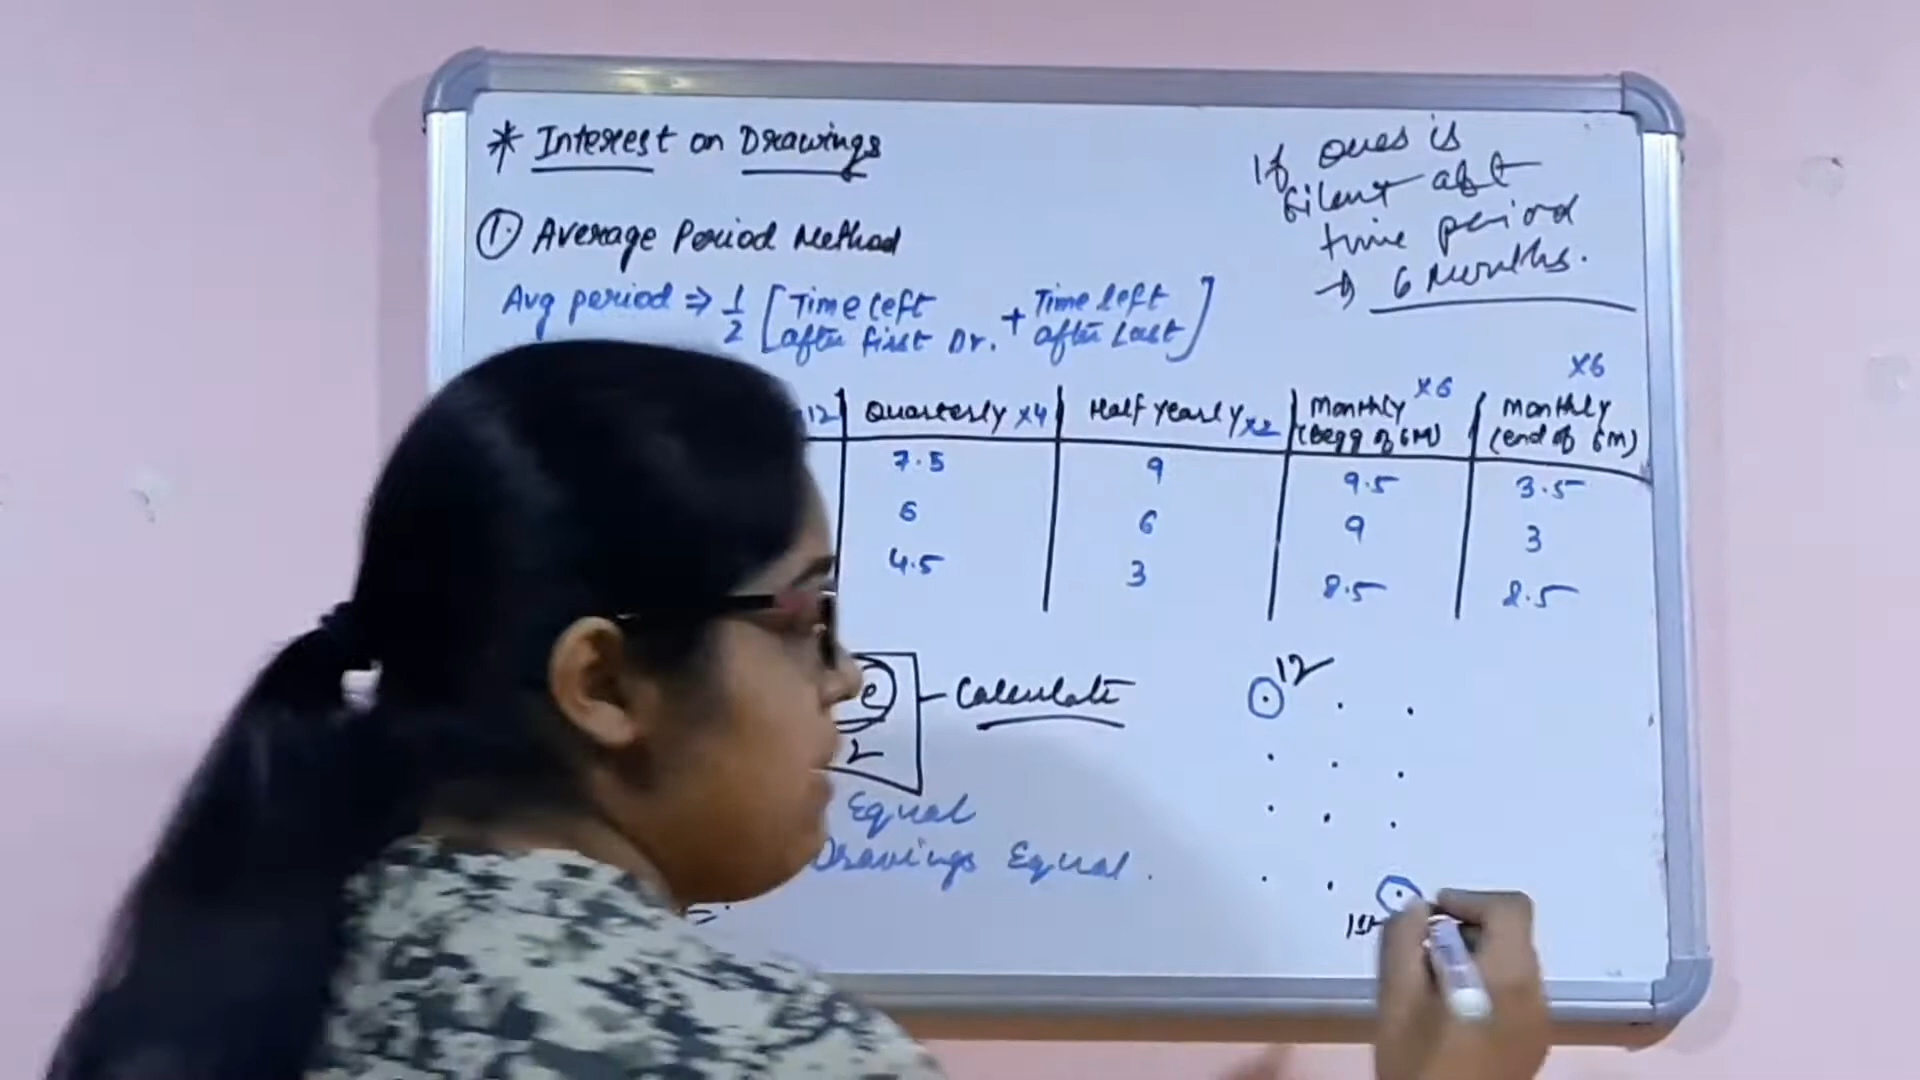 * Interest on Drawings
If ques is
silent abt
time period
→ 6 Months.
① Average Period Method
Avg period ⇒ 1/2 [Time left after first Dr. + Time left after Last]
12 | Quarterly x4 | Half Yearly x2 | Monthly x6 (Begg of 6M) | Monthly x6 (end of 6M)
7.5 | 9 | 9.5 | 3.5
6 | 6 | 9 | 3
4.5 | 3 | 8.5 | 2.5
e
2
Calculate
Equal
Drawings Equal.
12